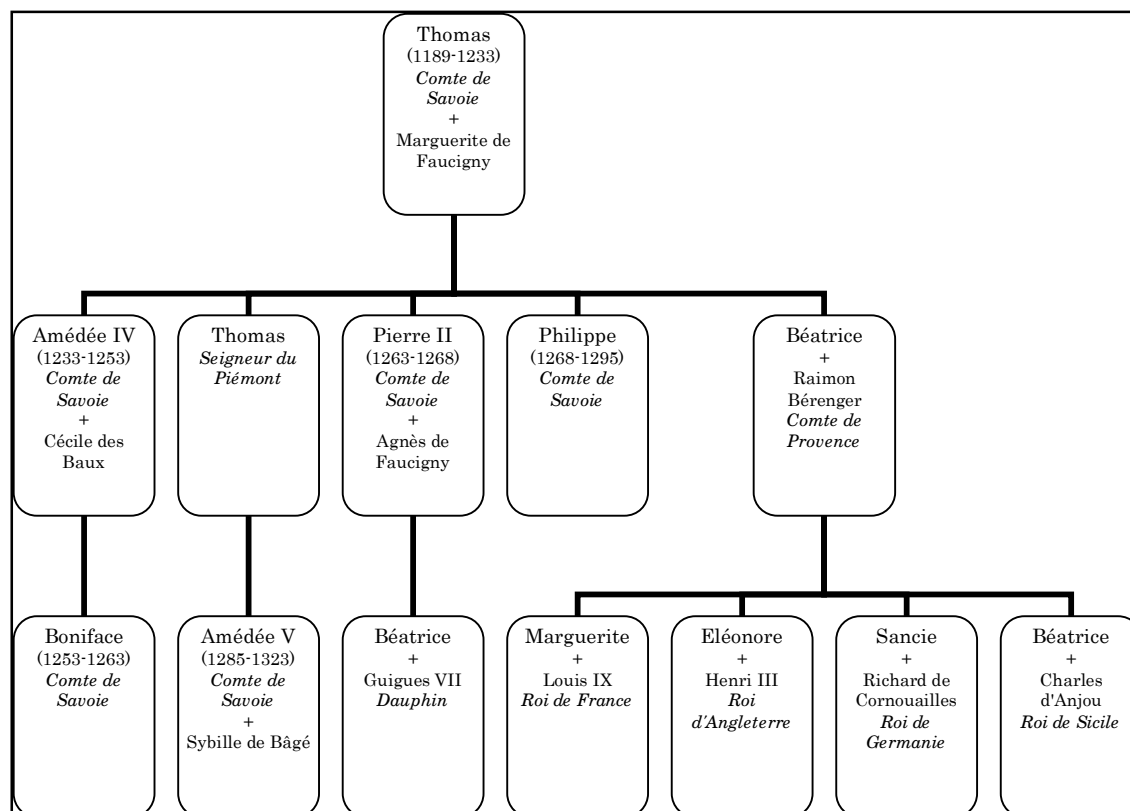 Thomas
(1189-1233)
Comte de
Savoie
+
Marguerite de
Faucigny
Amédée IV
(1233-1253)
Comte de
Savoie
+
Cécile des
Baux
Thomas
Seigneur du
Piémont
Pierre II
(1263-1268)
Comte de
Savoie
+
Agnès de
Faucigny
Philippe
(1268-1295)
Comte de
Savoie
Béatrice
+
Raimon
Bérenger
Comte de
Provence
Boniface
(1253-1263)
Comte de
Savoie
Amédée V
(1285-1323)
Comte de
Savoie
+
Sybille de Bâgé
Béatrice
+
Guigues VII
Dauphin
Marguerite
+
Louis IX
Roi de France
Eléonore
+
Henri III
Roi
d'Angleterre
Sancie
+
Richard de
Cornouailles
Roi de
Germanie
Béatrice
+
Charles
d'Anjou
Roi de Sicile